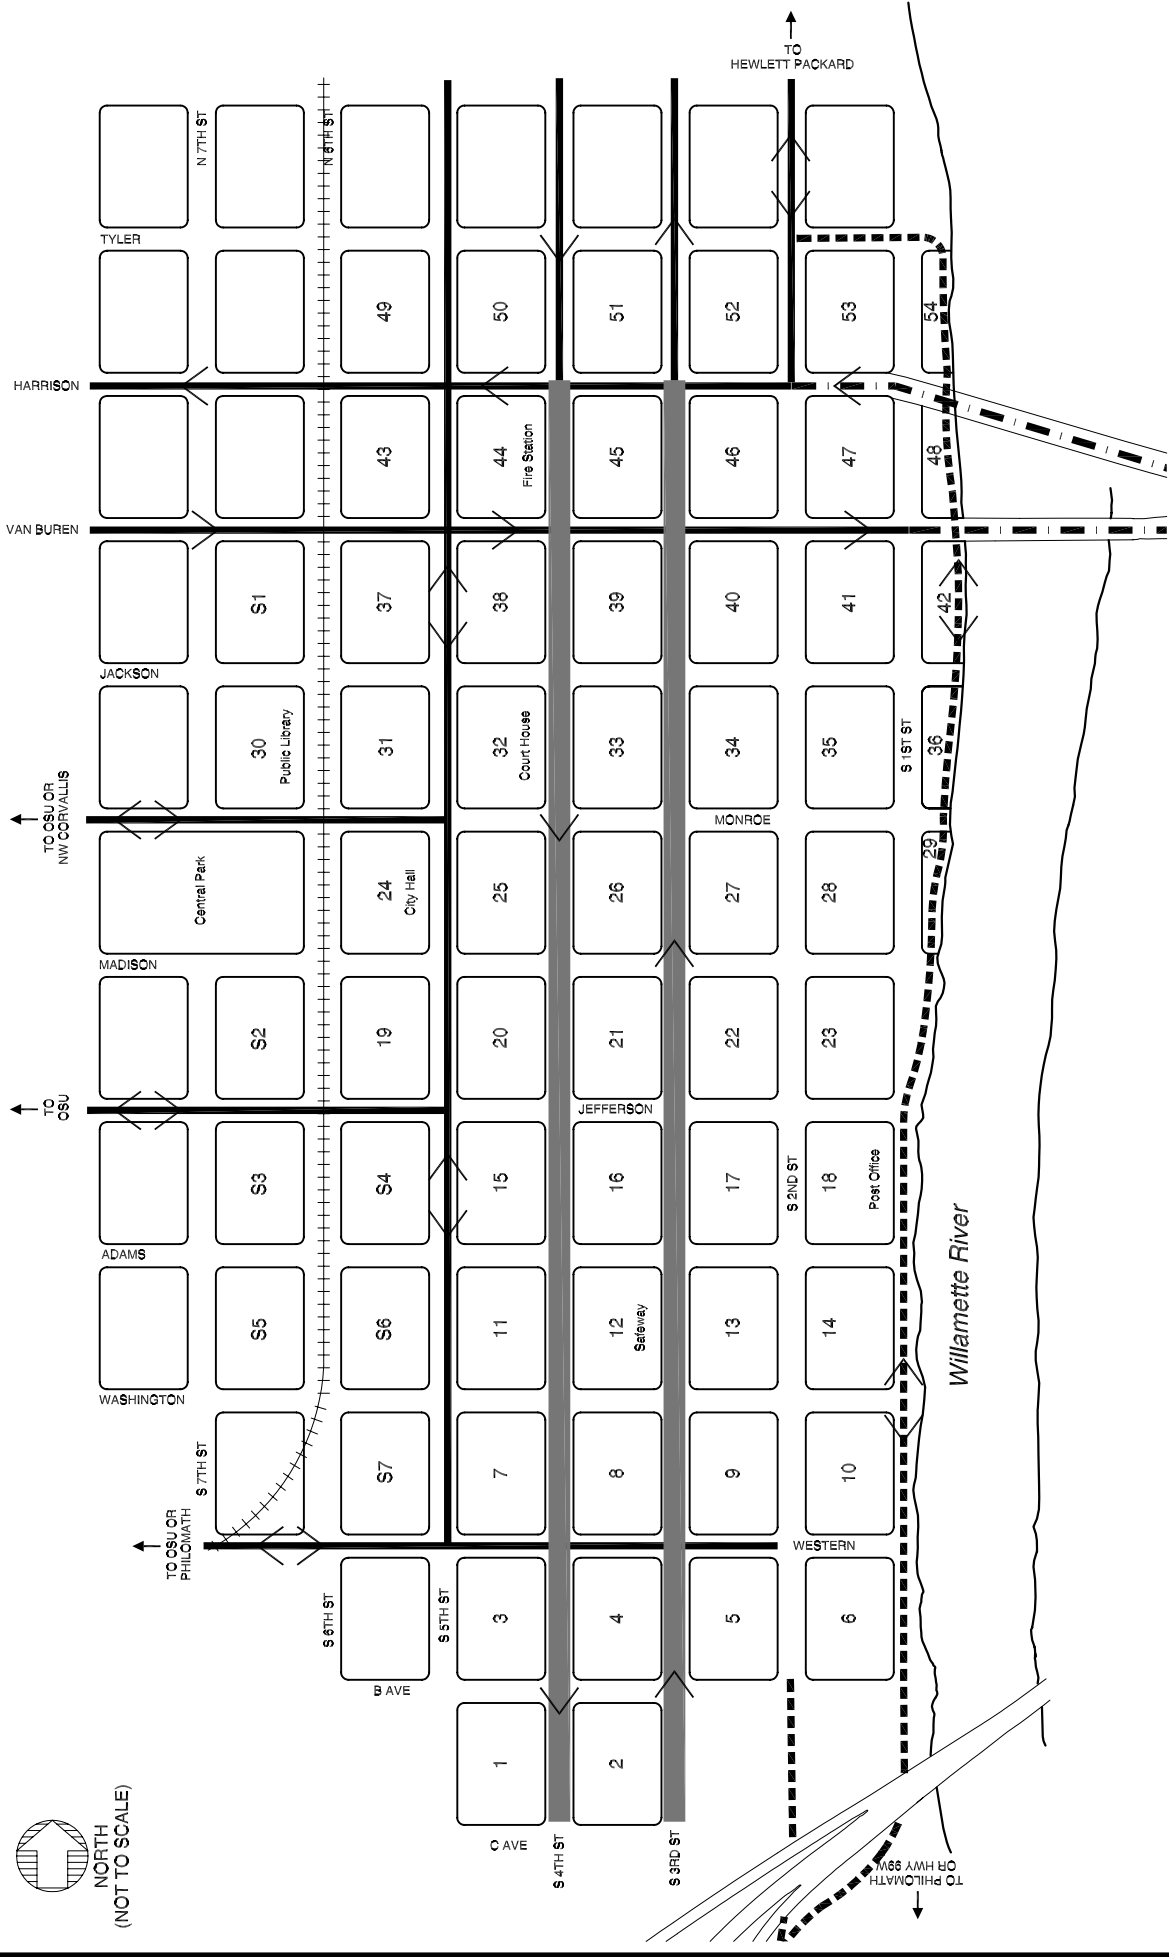 TO
HEWLETT PACKARD
N 7TH ST
N 6TH ST
TYLER
49
50
51
52
53
54
HARRISON
43
44
Fire Station
45
46
47
48
VAN BUREN
S1
37
38
39
40
41
42
JACKSON
30
Public Library
31
32
Court House
33
34
35
S 1ST ST
36
TO OSU OR
NW CORVALLIS
MONROE
Central Park
24
City Hall
25
26
27
28
29
MADISON
S2
19
20
21
22
23
TO
OSU
JEFFERSON
S3
S4
15
16
17
S 2ND ST
18
Post Office
ADAMS
Willamette River
S5
S6
11
12
Safeway
13
14
WASHINGTON
S 7TH ST
S7
7
8
9
10
TO OSU OR
PHILOMATH
WESTERN
S 6TH ST
S 5TH ST
3
4
5
6
B AVE
1
2
NORTH
(NOT TO SCALE)
C AVE
S 4TH ST
S 3RD ST
TO PHILOMATH
OR HWY 99W